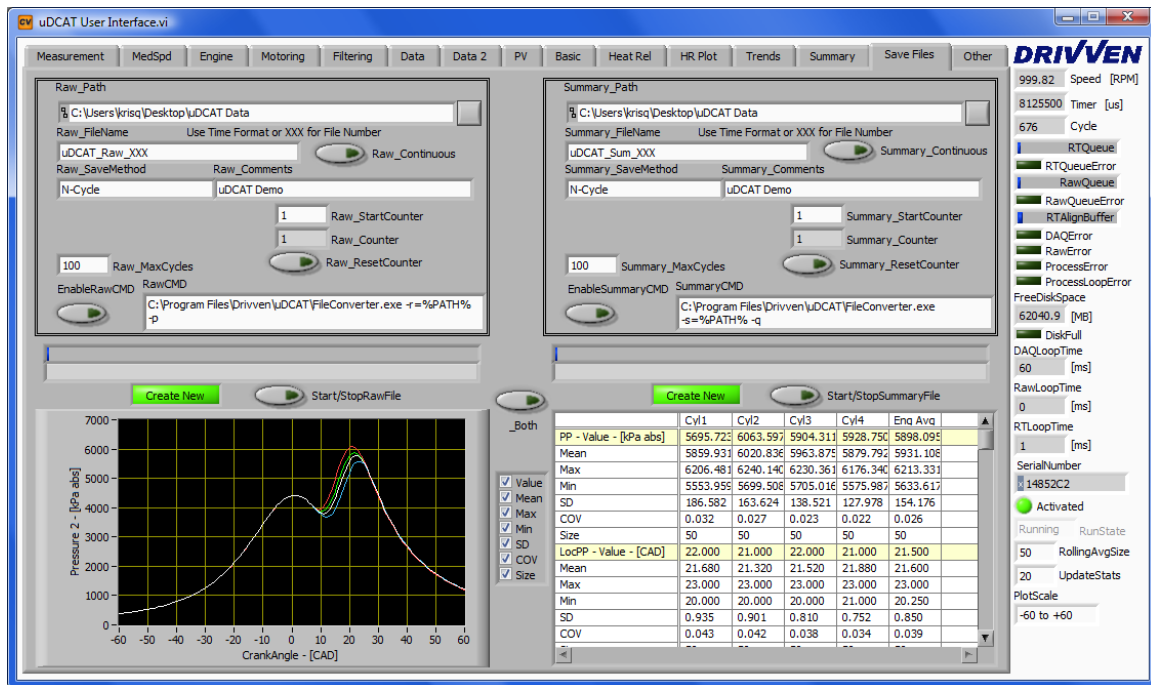 CV uDCAT User Interface.vi
Measurement MedSpd Engine Motoring Filtering Data Data 2 PV Basic Heat Rel HR Plot Trends Summary Save Files Other
DRIVVEN
Raw_Path
C:\Users\krisq\Desktop\uDCAT Data
Raw_FileName Use Time Format or XXX for File Number
uDCAT_Raw_XXX Raw_Continuous
Raw_SaveMethod Raw_Comments
N-Cycle uDCAT Demo
1 Raw_StartCounter
1 Raw_Counter
100 Raw_MaxCycles Raw_ResetCounter
EnableRawCMD RawCMD
C:\Program Files\Drivven\uDCAT\FileConverter.exe -r=%PATH%
-p
Create New Start/StopRawFile
Summary_Path
C:\Users\krisq\Desktop\uDCAT Data
Summary_FileName Use Time Format or XXX for File Number
uDCAT_Sum_XXX Summary_Continuous
Summary_SaveMethod Summary_Comments
N-Cycle uDCAT Demo
1 Summary_StartCounter
1 Summary_Counter
100 Summary_MaxCycles Summary_ResetCounter
EnableSummaryCMD SummaryCMD
C:\Program Files\Drivven\uDCAT\FileConverter.exe
-s=%PATH% -q
Create New Start/StopSummaryFile
_Both
7000
6000
5000
4000
3000
2000
1000
0
Pressure 2 - [kPa abs]
-60 -50 -40 -30 -20 -10 0 10 20 30 40 50 60
CrankAngle - [CAD]
Value
Mean
Max
Min
SD
COV
Size
Cyl1 Cyl2 Cyl3 Cyl4 Eng Avg
PP - Value - [kPa abs] 5695.723 6063.597 5904.311 5928.750 5898.095
Mean 5859.931 6020.836 5963.875 5879.792 5931.108
Max 6206.481 6240.140 6230.361 6176.340 6213.331
Min 5553.959 5699.508 5705.016 5575.987 5633.617
SD 186.582 163.624 138.521 127.978 154.176
COV 0.032 0.027 0.023 0.022 0.026
Size 50 50 50 50 50
LocPP - Value - [CAD] 22.000 21.000 22.000 21.000 21.500
Mean 21.680 21.320 21.520 21.880 21.600
Max 23.000 23.000 23.000 23.000 23.000
Min 20.000 20.000 20.000 21.000 20.250
SD 0.935 0.901 0.810 0.752 0.850
COV 0.043 0.042 0.038 0.034 0.039
999.82 Speed [RPM]
8125500 Timer [us]
676 Cycle
RTQueue
RTQueueError
RawQueue
RawQueueError
RTAlignBuffer
DAQError
RawError
ProcessError
ProcessLoopError
FreeDiskSpace
62040.9 [MB]
DiskFull
DAQLoopTime
60 [ms]
RawLoopTime
0 [ms]
RTLoopTime
1 [ms]
SerialNumber
x 14852C2
Activated
Running RunState
50 RollingAvgSize
20 UpdateStats
PlotScale
-60 to +60